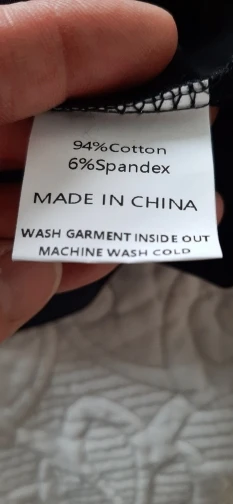 94%Cotton
6%Spandex
MADE IN CHINA
WASH GARMENT INSIDE OUT
MACHINE WASH COLD